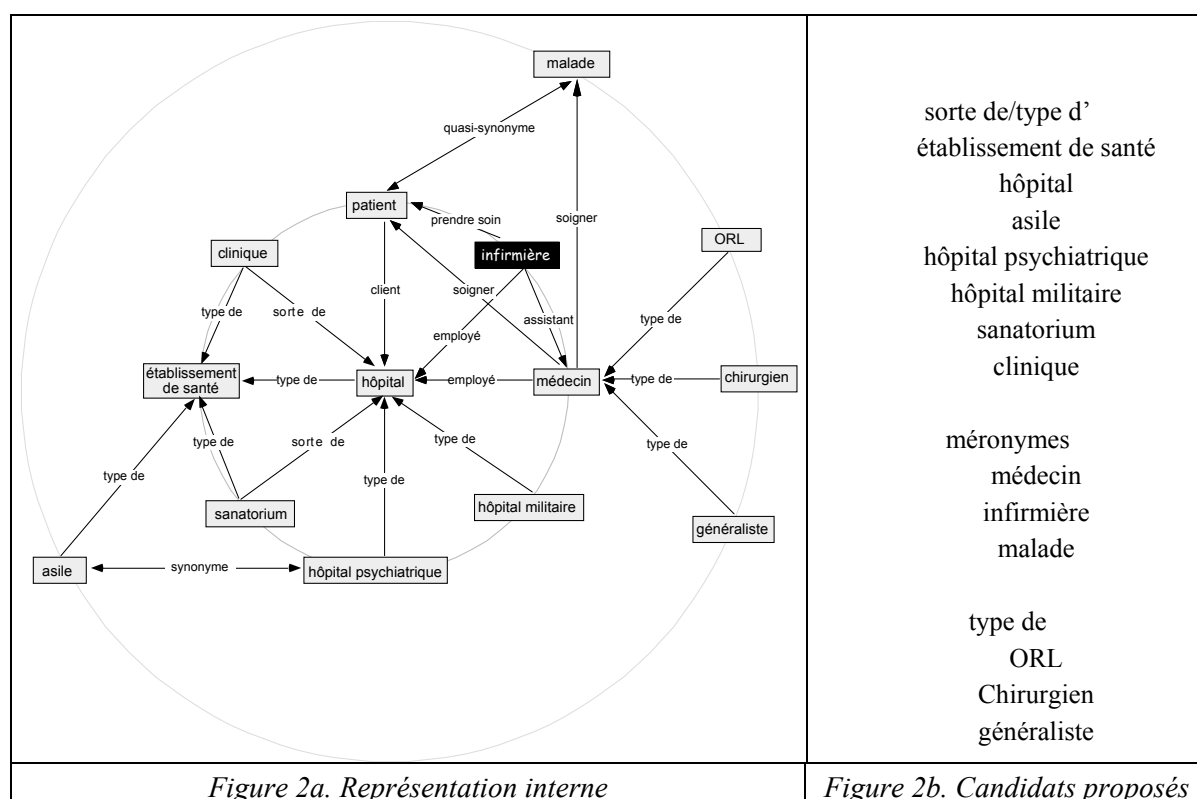 malade
quasi-synonyme
patient
prendre soin
soigner
ORL
clinique
infirmière
client
soigner
type de
sorte de
assistant
type de
employé
établissement
de santé
type de
hôpital
employé
médecin
type de
chirurgien
type de
sorte de
type de
type de
type de
type de
sanatorium
hôpital militaire
généraliste
asile
synonyme
hôpital psychiatrique
sorte de/type d’
établissement de santé
hôpital
asile
hôpital psychiatrique
hôpital militaire
sanatorium
clinique
méronymes
médecin
infirmière
malade
type de
ORL
Chirurgien
généraliste
Figure 2a. Représentation interne
Figure 2b. Candidats proposés